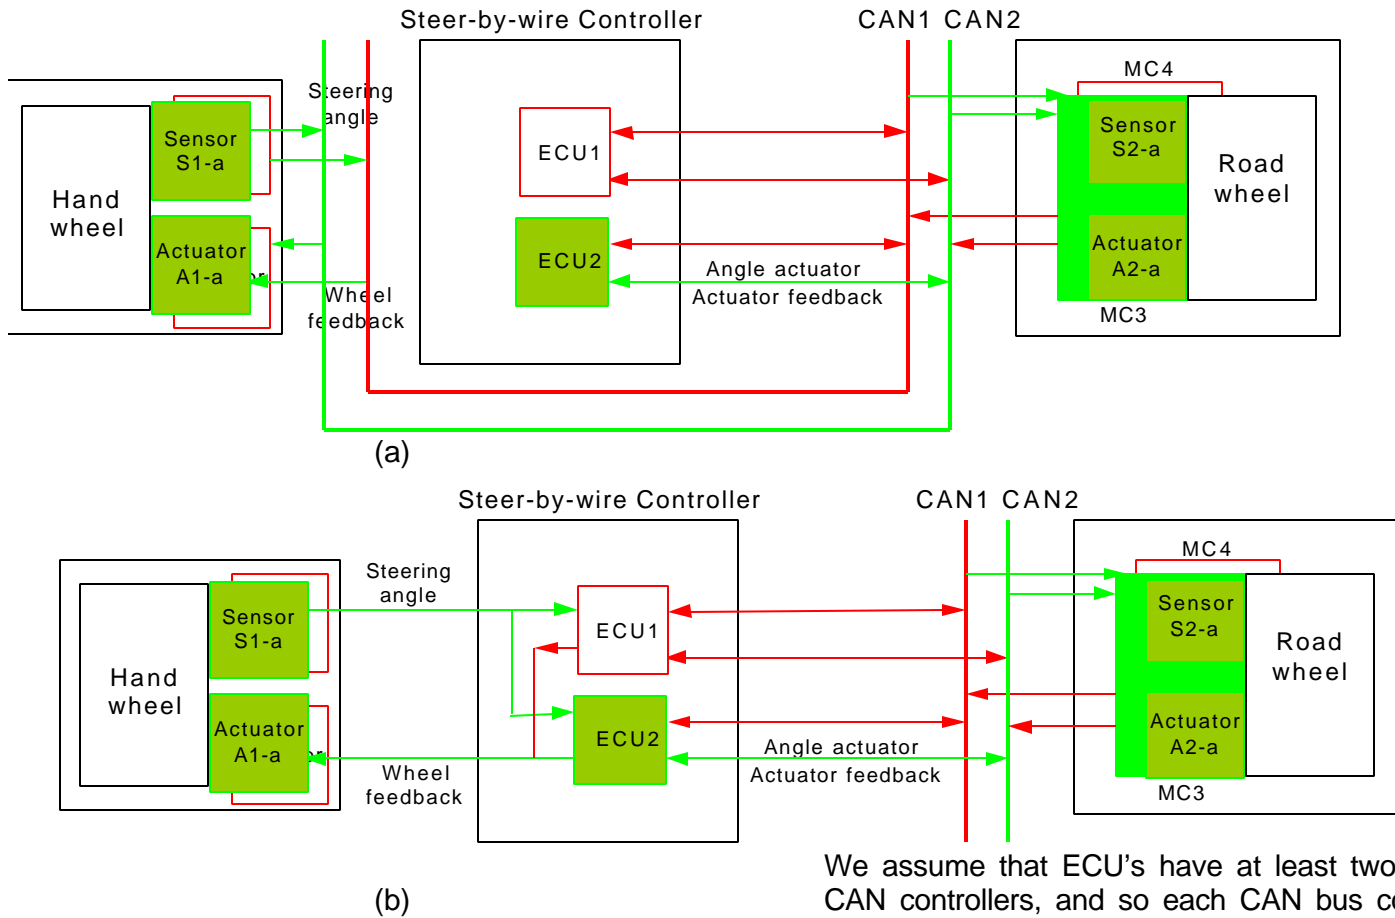 Steer-by-wire Controller
CAN1 CAN2
MC4
Steering
angle
Sensor
S1-a
Hand
wheel
Actuator
A1-a
Wheel
feedback
ECU1
ECU2
Angle actuator
Actuator feedback
Sensor
S2-a
Road
wheel
Actuator
A2-a
MC3
(a)
Steer-by-wire Controller
CAN1 CAN2
MC4
Steering
angle
Sensor
S1-a
Hand
wheel
Actuator
A1-a
Wheel
feedback
ECU1
ECU2
Angle actuator
Actuator feedback
Sensor
S2-a
Road
wheel
Actuator
A2-a
MC3
We assume that ECU's have at least two
CAN controllers, and so each CAN bus
(b)